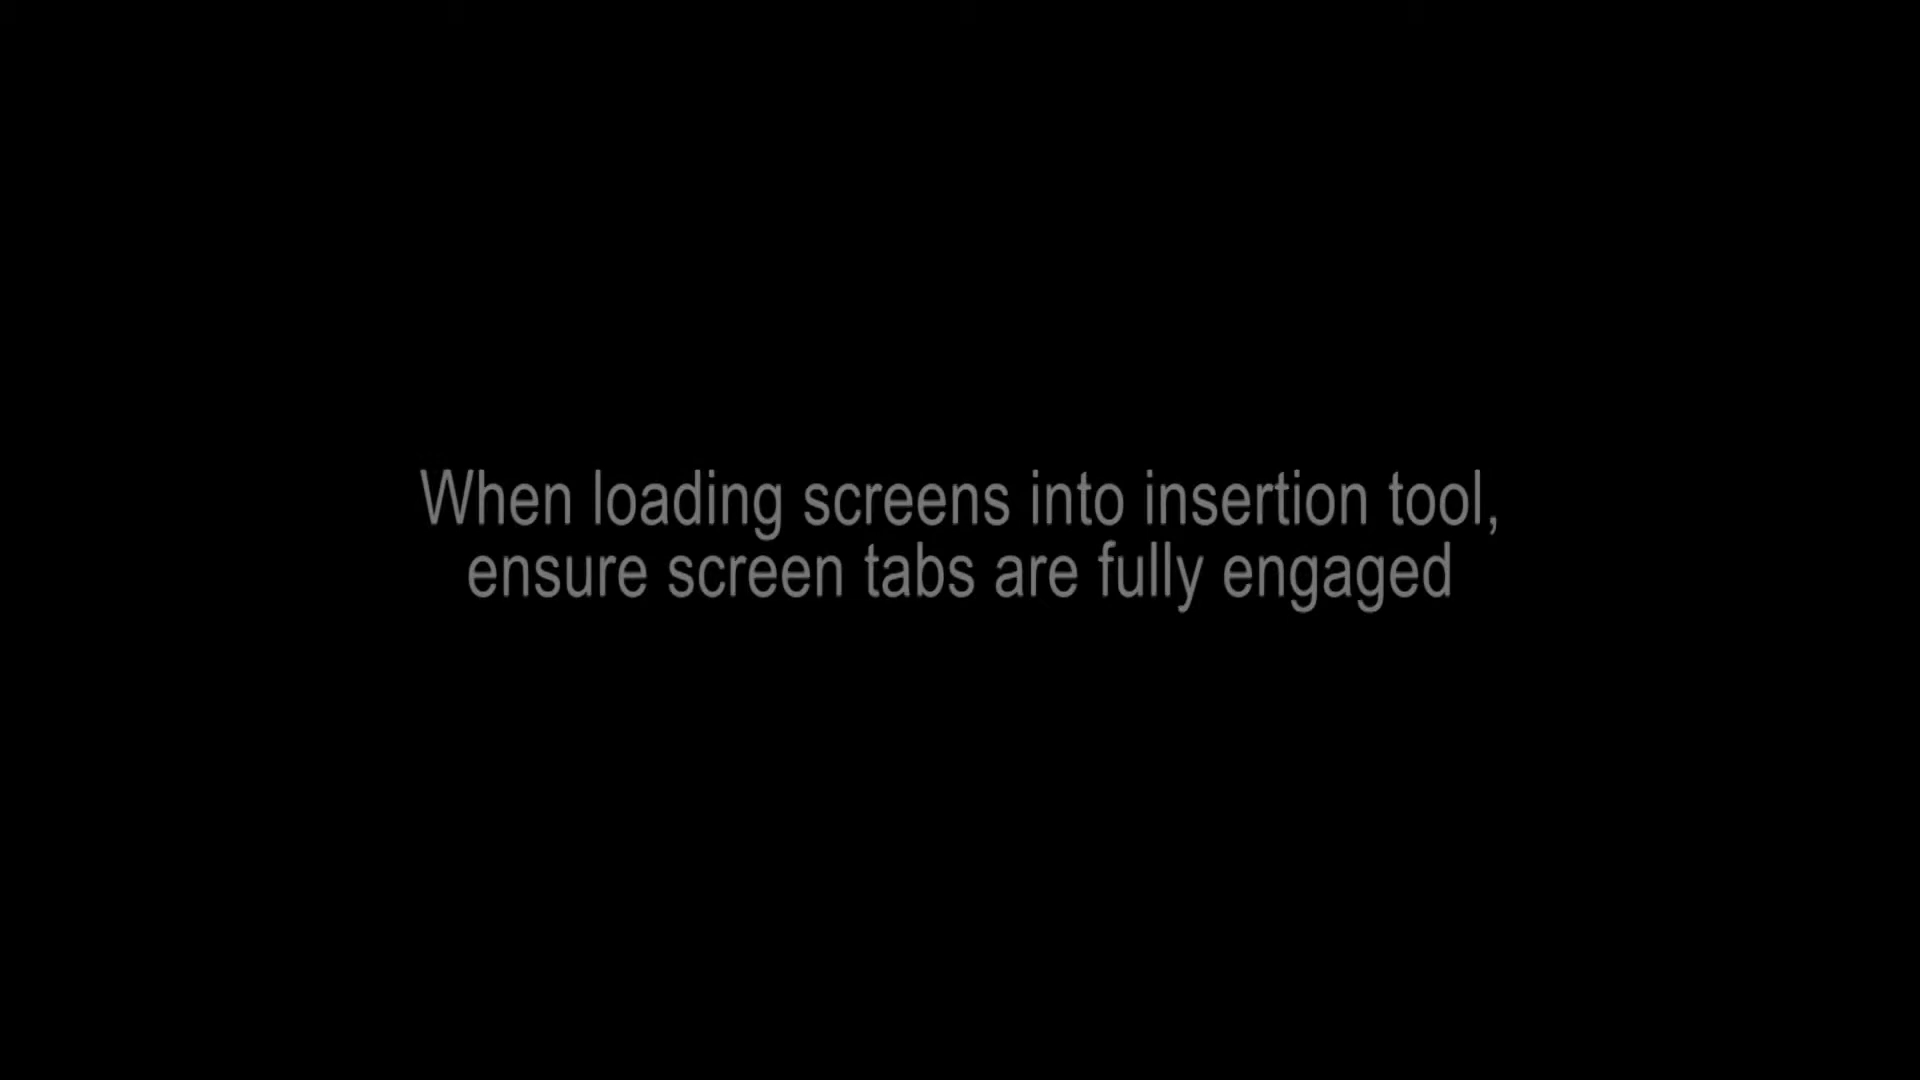 When loading screens into insertion tool,
ensure screen tabs are fully engaged